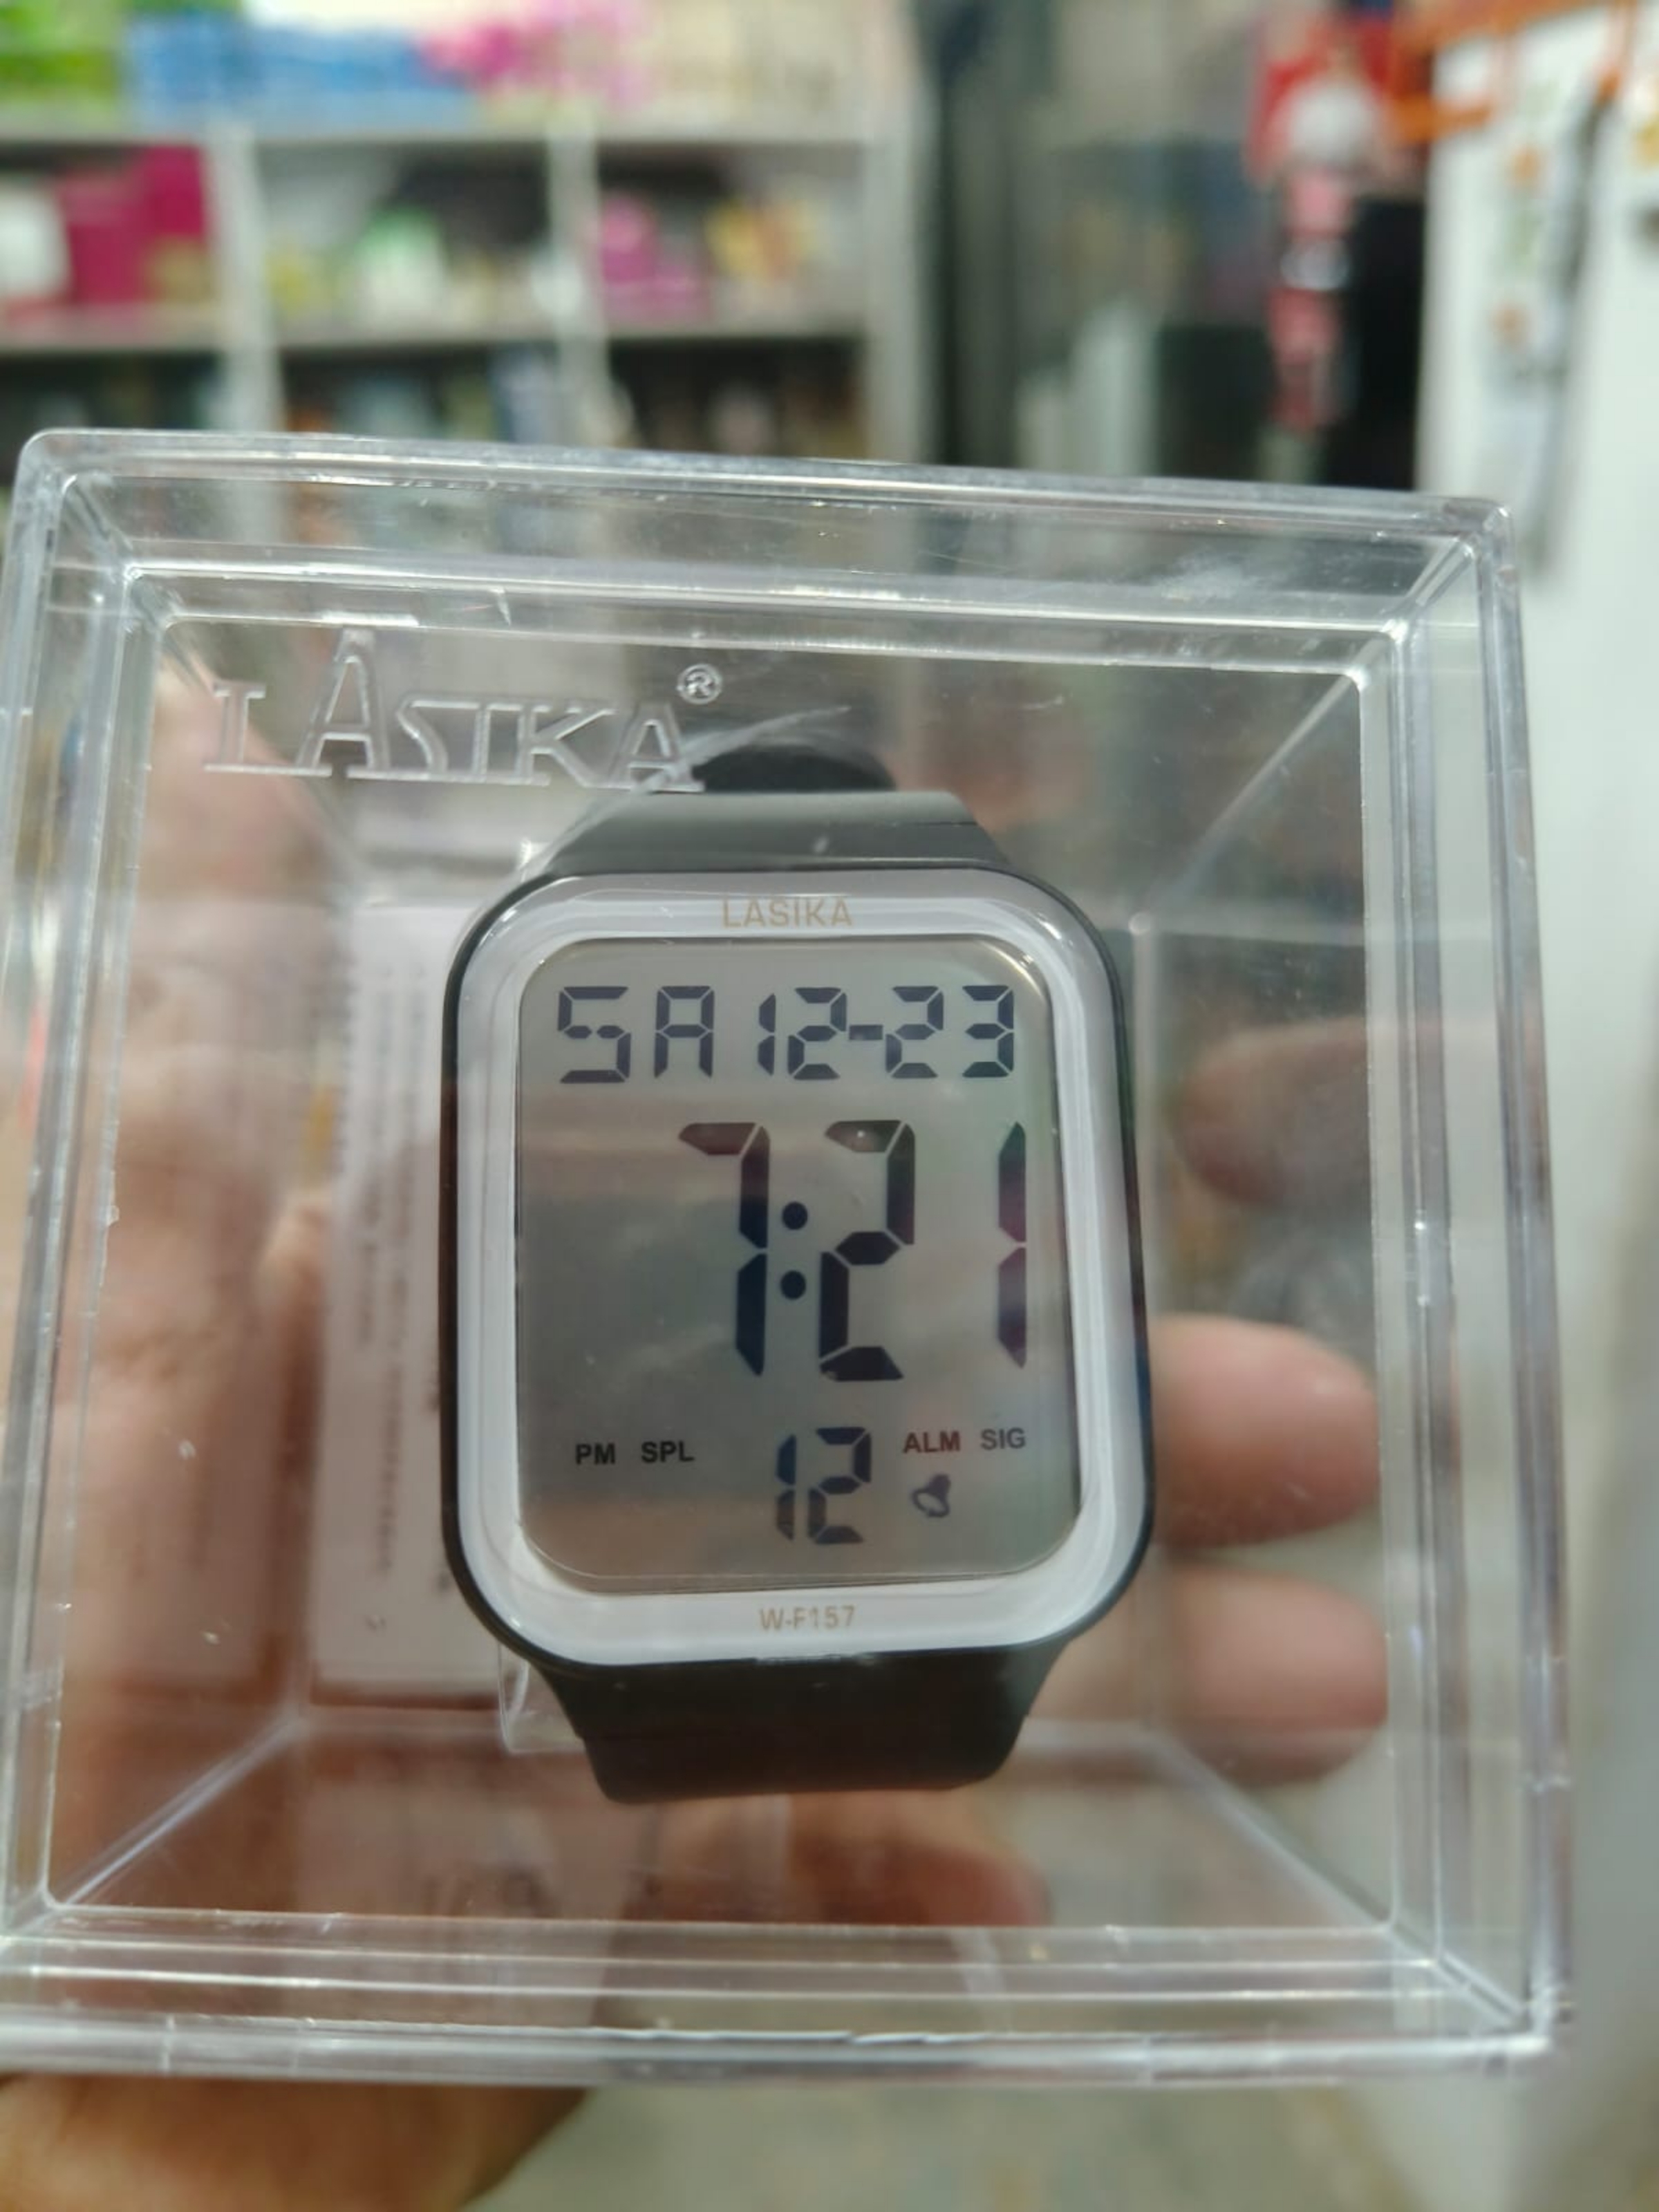 LASIKA®
LASIKA
SA 12-23
7:21
PM SPL 12 ALM SIG
W-F157